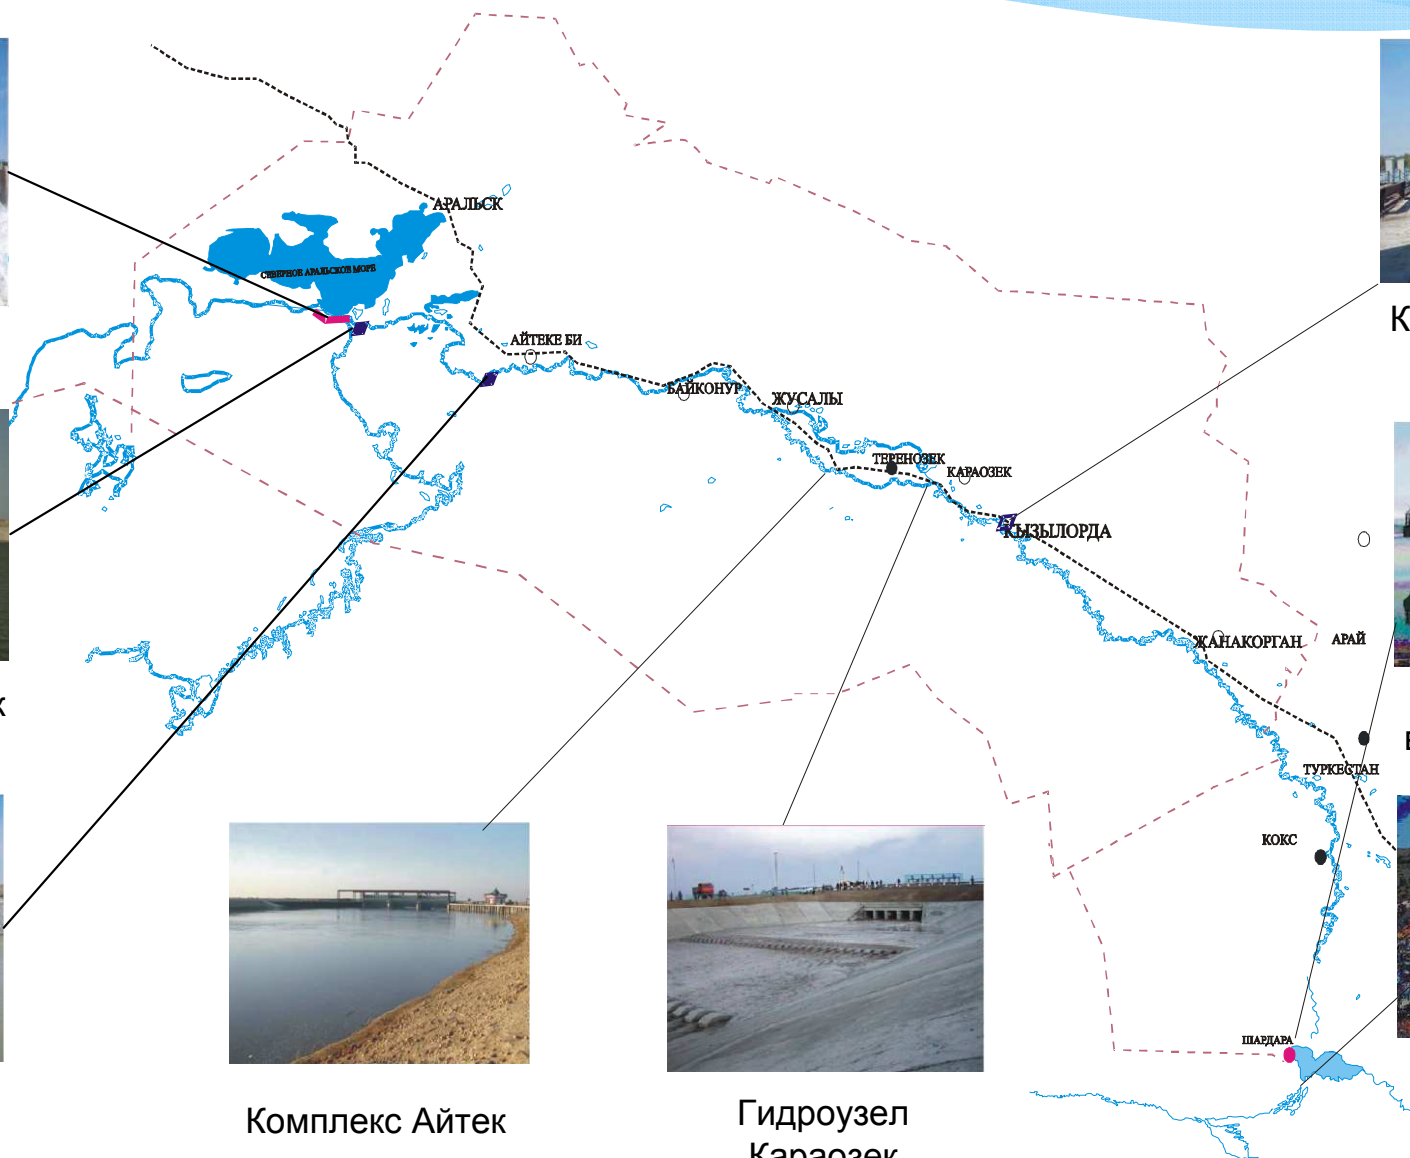 АРАЛЬСК
СЕВЕРНОЕ АРАЛЬСКОЕ МОРЕ
К
АЙТЕКЕ БИ
БАЙКОНУР
ЖУСАЛЫ
ТЕРЕНОЗЕК
КАРАОЗЕК
КЫЗЫЛОРДА
ЖАНАКОРГАН
АРАЙ
к
ТУРКЕСТАН
КОКС
ШАРДАРА
Комплекс Айтек
Гидроузел
Караозек